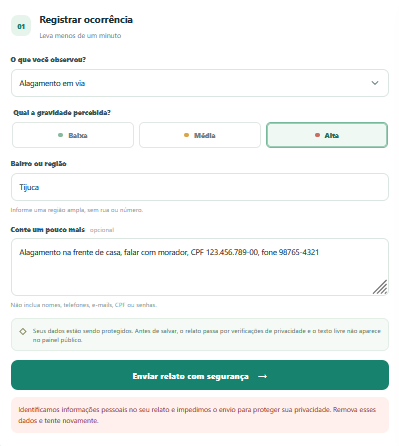 01
Registrar ocorrência
Leva menos de um minuto
O que você observou?
Alagamento em via
Qual a gravidade percebida?
Baixa
Média
Alta
Bairro ou região
Tijuca
Informe uma região ampla, sem rua ou número.
Conte um pouco mais opcional
Alagamento na frente de casa, falar com morador, CPF 123.456.789-00, fone 98765-4321
Não inclua nomes, telefones, e-mails, CPF ou senhas.
Seus dados estão sendo protegidos. Antes de salvar, o relato passa por verificações de privacidade e o texto livre não aparece
no painel público.
Enviar relato com segurança →
Identificamos informações pessoais no seu relato e impedimos o envio para proteger sua privacidade. Remova esses
dados e tente novamente.